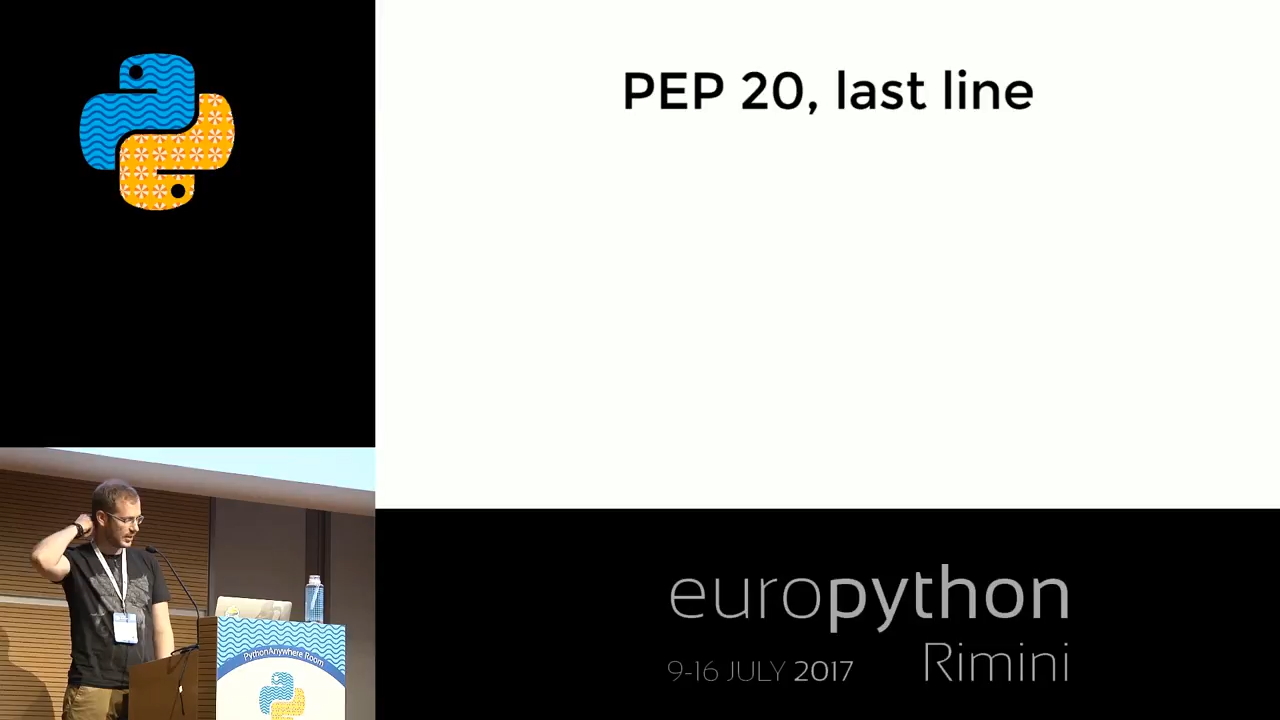 PEP 20, last line
europython
9-16 JULY 2017
Rimini
PythonAnywhere Room